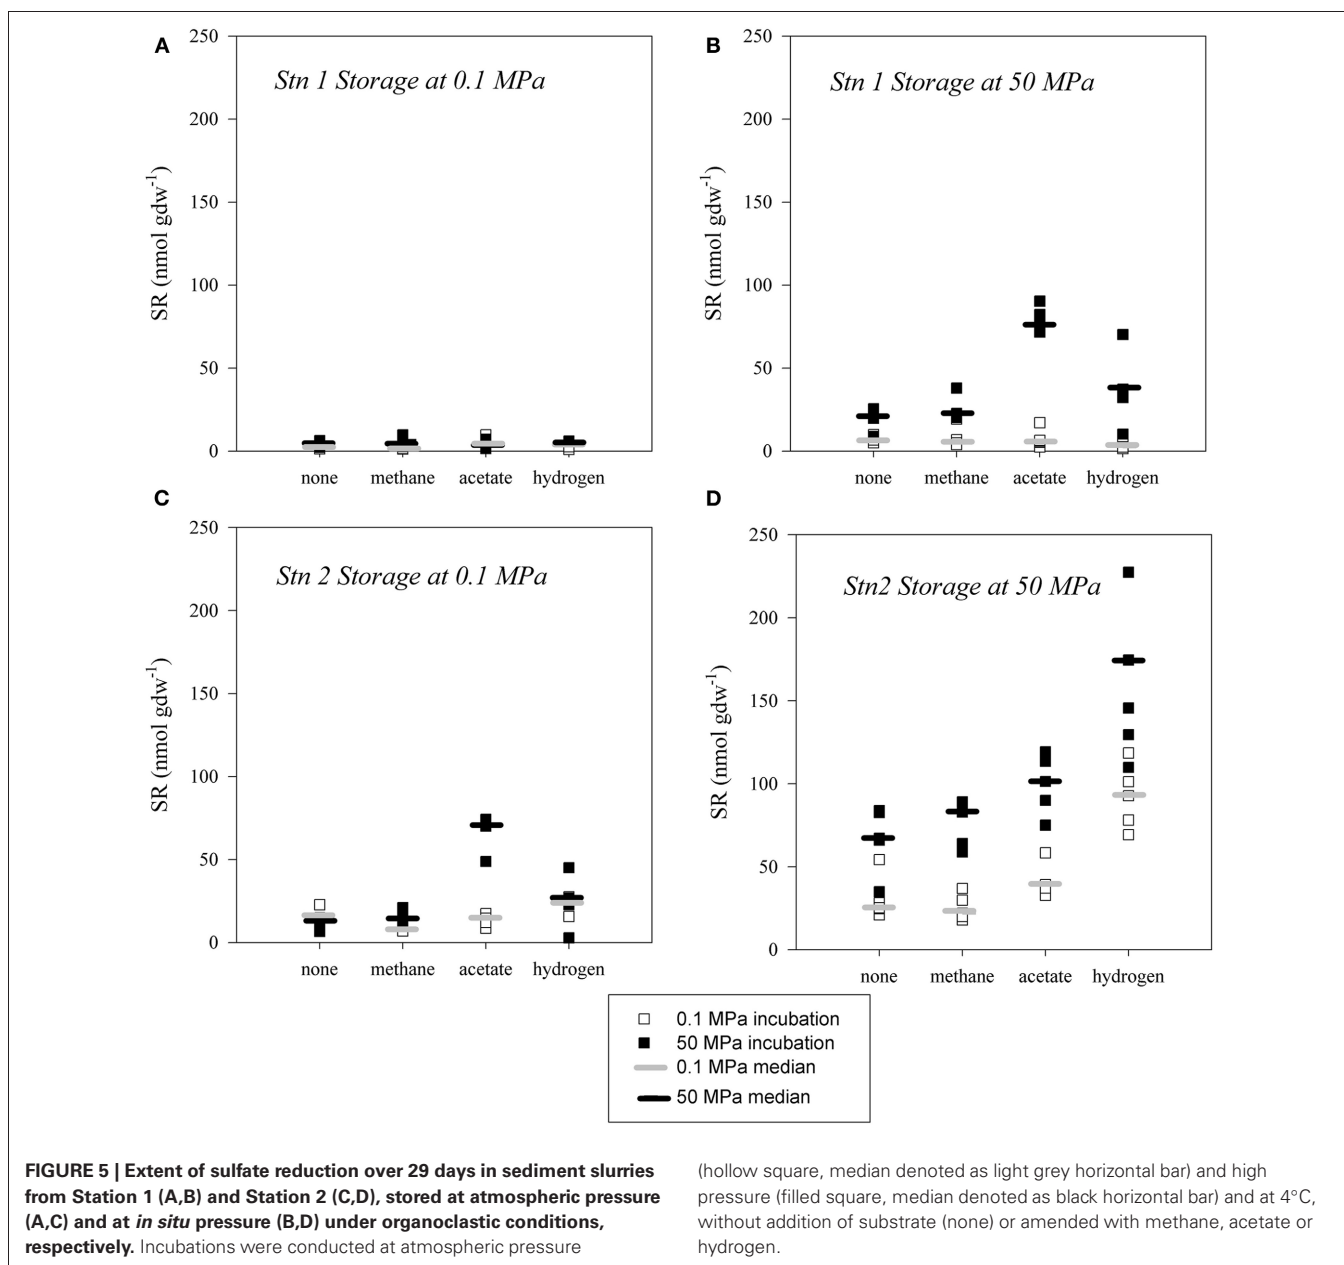 A
Stn 1 Storage at 0.1 MPa
SR (nmol gdw⁻¹)
250
200
150
100
50
0
none methane acetate hydrogen
B
Stn 1 Storage at 50 MPa
SR (nmol gdw⁻¹)
250
200
150
100
50
0
none methane acetate hydrogen
C
Stn 2 Storage at 0.1 MPa
SR (nmol gdw⁻¹)
250
200
150
100
50
0
none methane acetate hydrogen
D
Stn2 Storage at 50 MPa
SR (nmol gdw⁻¹)
250
200
150
100
50
0
none methane acetate hydrogen
0.1 MPa incubation
50 MPa incubation
0.1 MPa median
50 MPa median
FIGURE 5 | Extent of sulfate reduction over 29 days in sediment slurries
from Station 1 (A,B) and Station 2 (C,D), stored at atmospheric pressure
(A,C) and at in situ pressure (B,D) under organoclastic conditions,
respectively. Incubations were conducted at atmospheric pressure
(hollow square, median denoted as light grey horizontal bar) and high
pressure (filled square, median denoted as black horizontal bar) and at 4°C,
without addition of substrate (none) or amended with methane, acetate or
hydrogen.